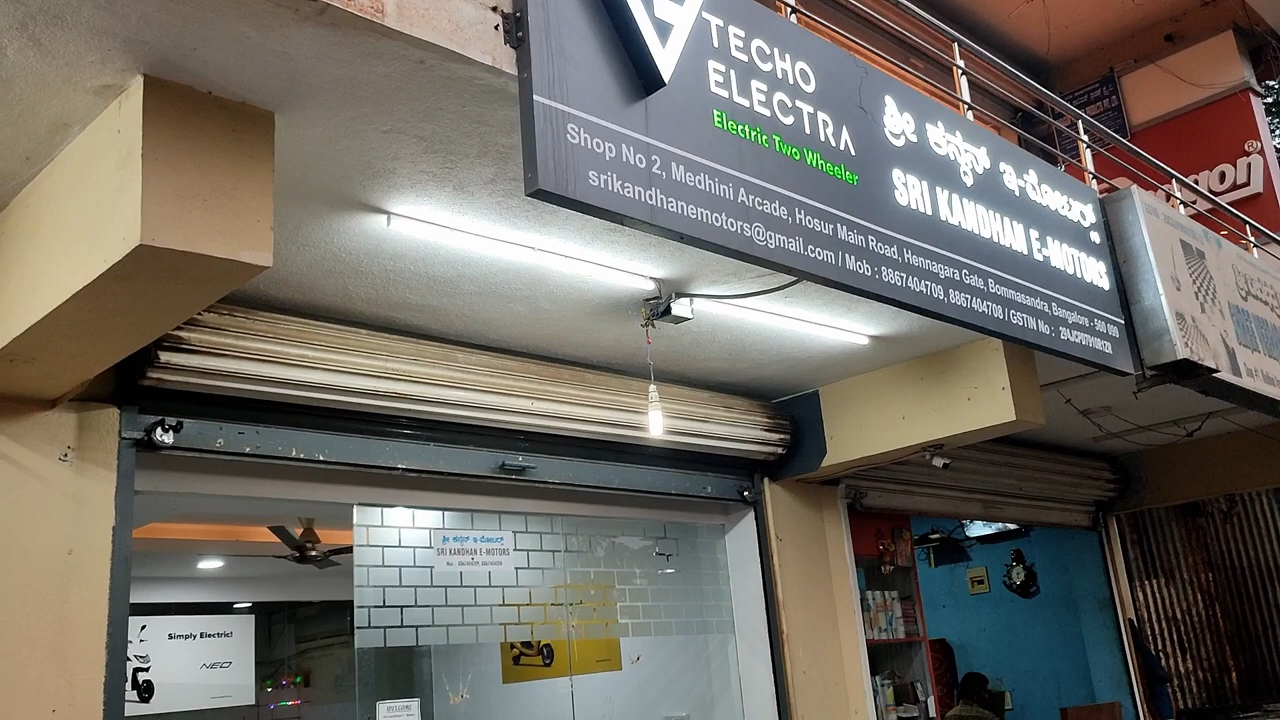 TECHO
ELECTRA
Electric Two Wheeler
ಶ್ರೀ ಕನ್ದನ್ ಇ-ಮೋಟರ್ಸ್
SRI KANDHAN E-MOTORS
Shop No 2, Medhini Arcade, Hosur Main Road, Hennagara Gate, Bommasandra, Bangalore - 560 099
srikandhanemotors@gmail.com / Mob : 8867404709, 8867404708 / GSTIN No :
SRI KANDHAN E-MOTORS
Simply Electric!
NEO
WELCOME